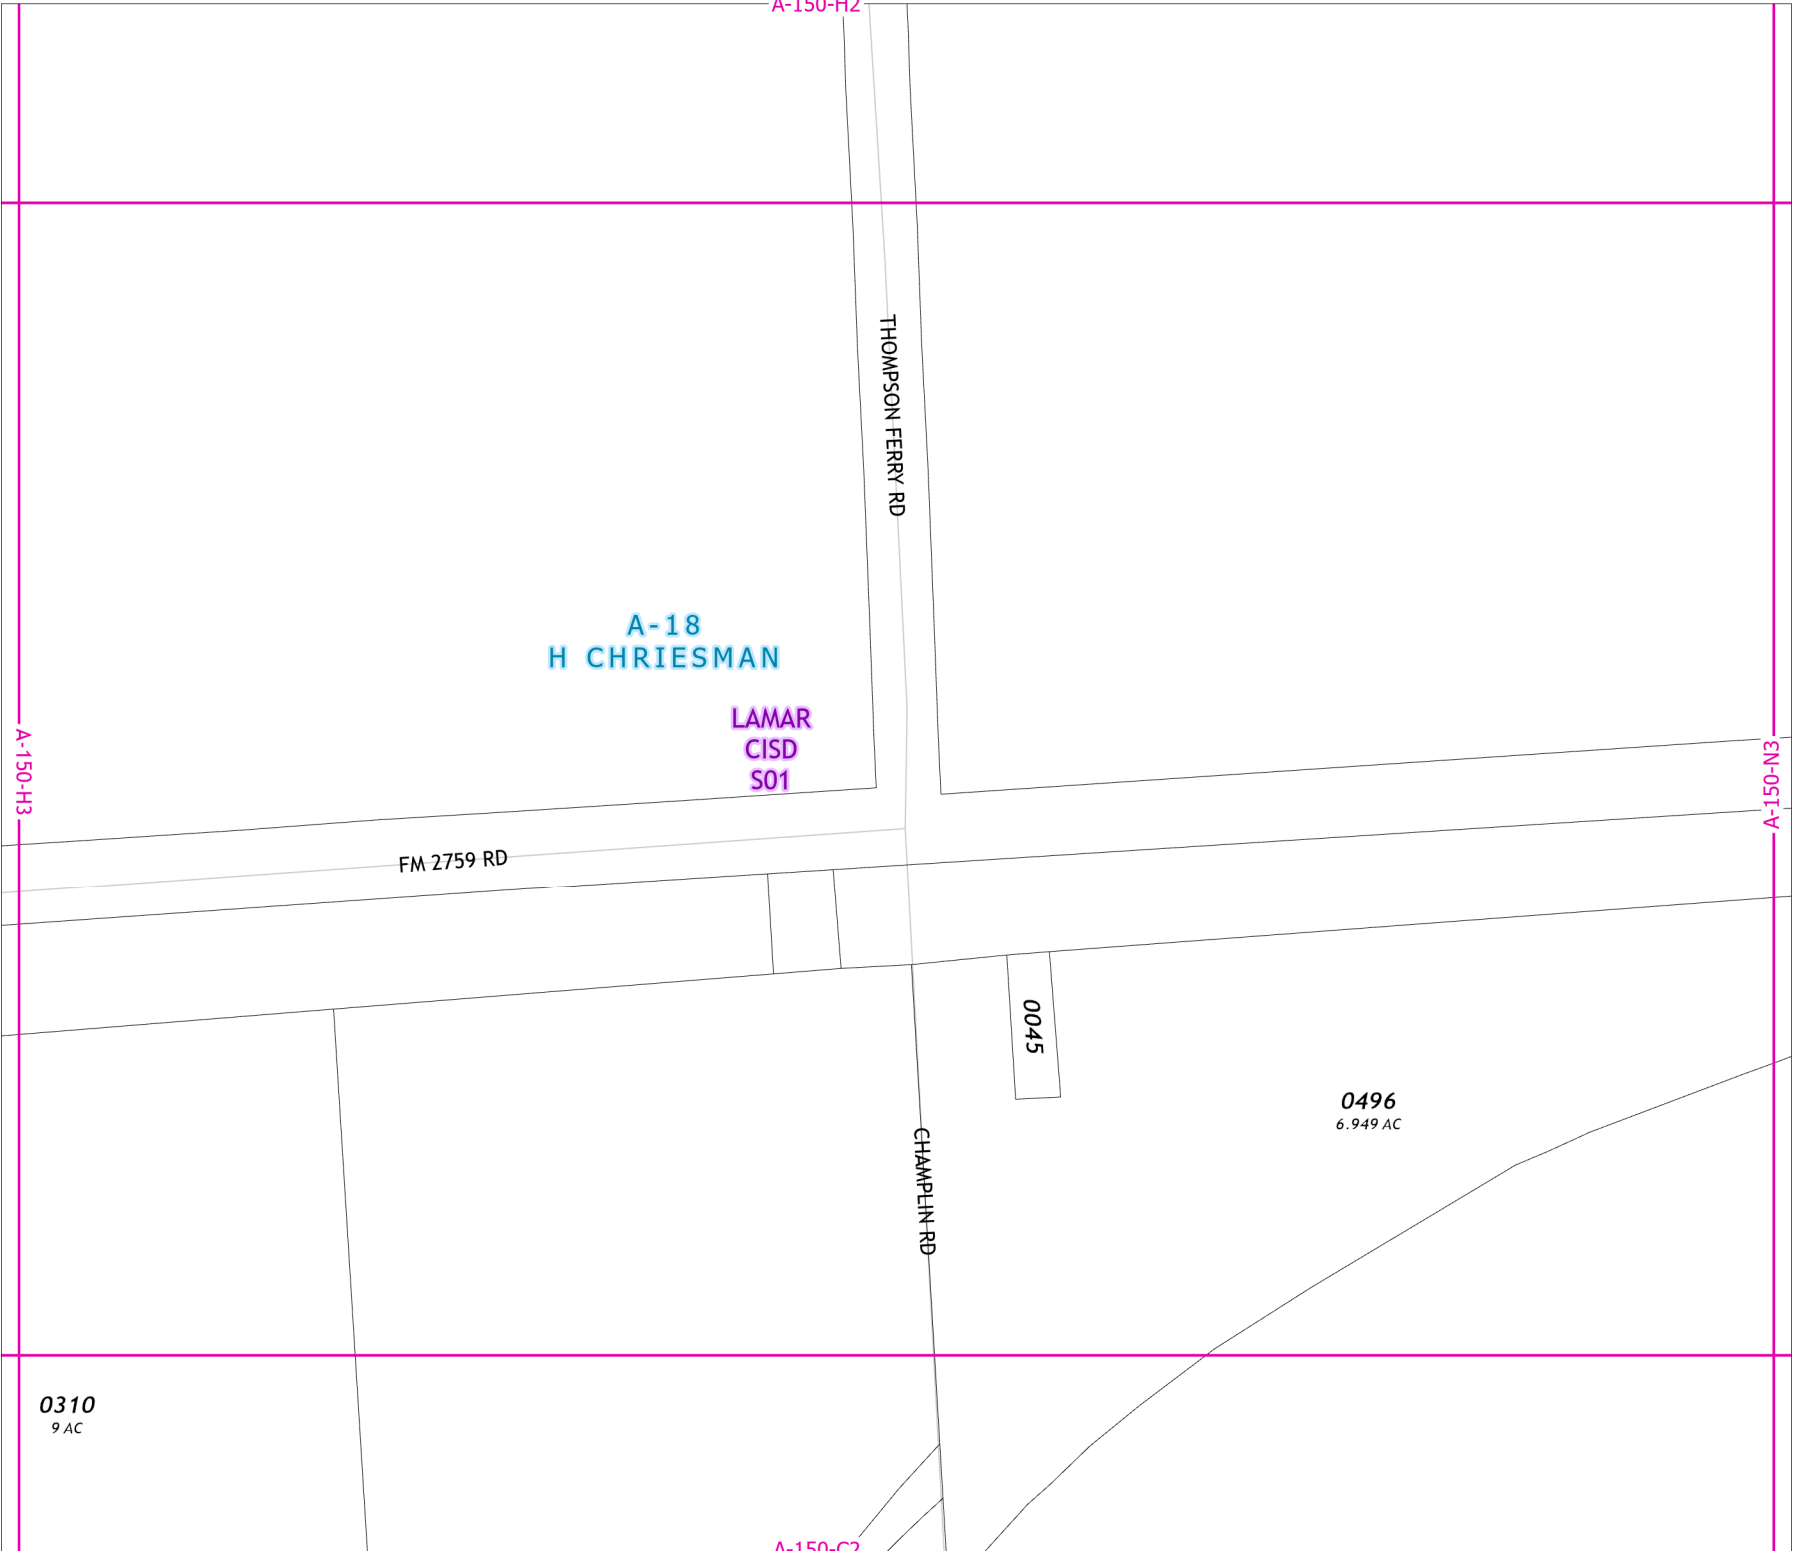 A-150-H2
THOMPSON FERRY RD
A-18
H CHRIESMAN
LAMAR
CISD
S01
A-150-H3
A-150-N3
FM 2759 RD
0045
0496
6.949 AC
CHAMPLIN RD
0310
9 AC
A-150-C2